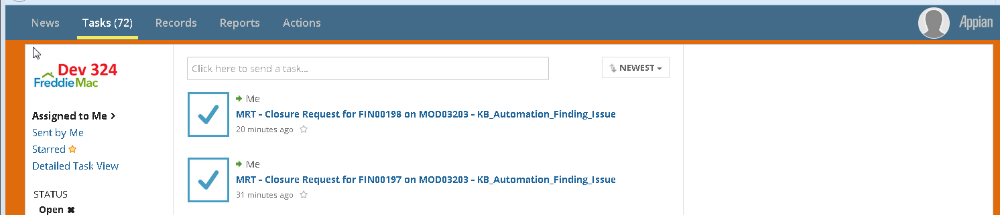 News Tasks (72) Records Reports Actions Appian
Dev 324
FreddieMac
Click here to send a task...
NEWEST
Assigned to Me
Sent by Me
Starred
Detailed Task View
STATUS
Open
Me
MRT - Closure Request for FIN00198 on MOD03203 - KB_Automation_Finding_Issue
20 minutes ago
Me
MRT - Closure Request for FIN00197 on MOD03203 - KB_Automation_Finding_Issue
31 minutes ago